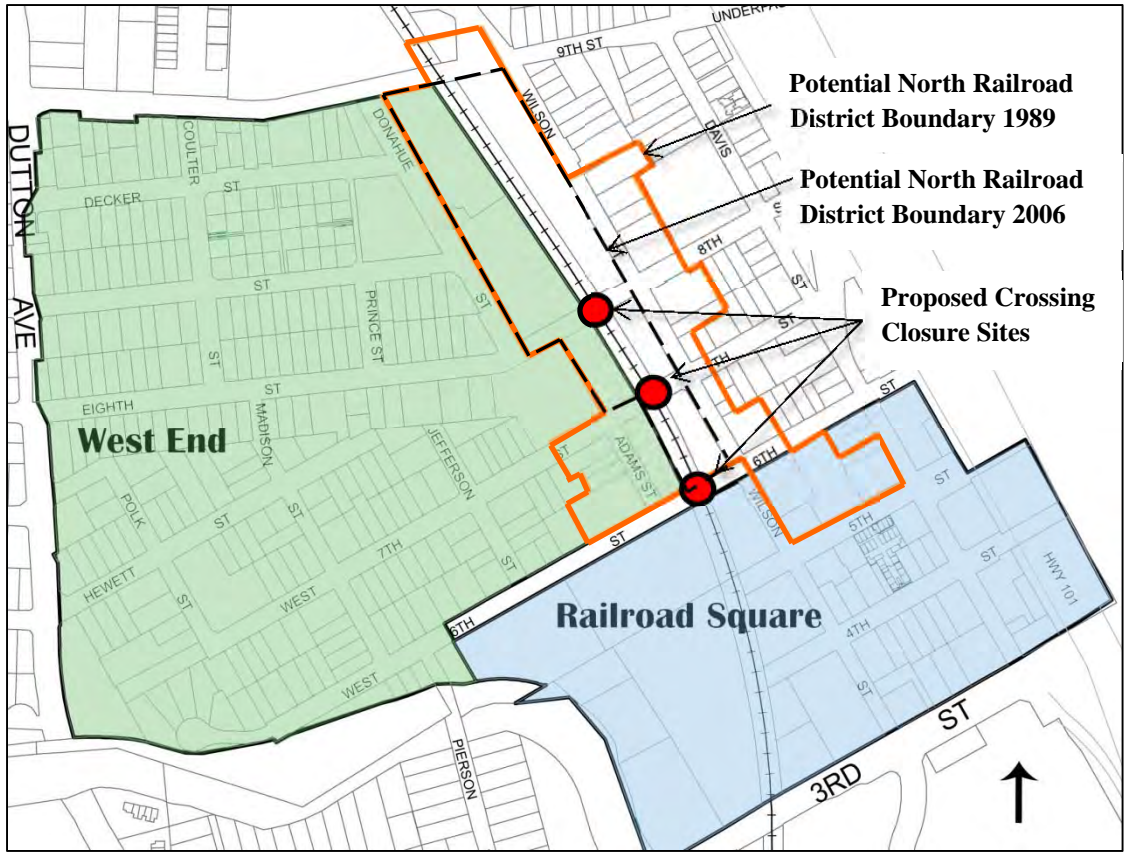 UNDERPAS
9TH ST
Potential North Railroad
District Boundary 1989
WILSON
DAVIS
DUTTON
AVE
COULTER
ST
DECKER
DONAHUE
Potential North Railroad
District Boundary 2006
S
8TH
ST
ST
PRINCE ST
ST
Proposed Crossing
Closure Sites
ST
TH
ST
ST
EIGHTH
MADISON
West End
JEFFERSON
ST
ADAMS ST
6TH
ST
POLK
ST
ST
7TH
ST
ST
WILSON
5TH
ST
HEWETT
ST
WEST
HWY 101
6TH
Railroad Square
4TH
WEST
ST
ST
PIERSON
3RD